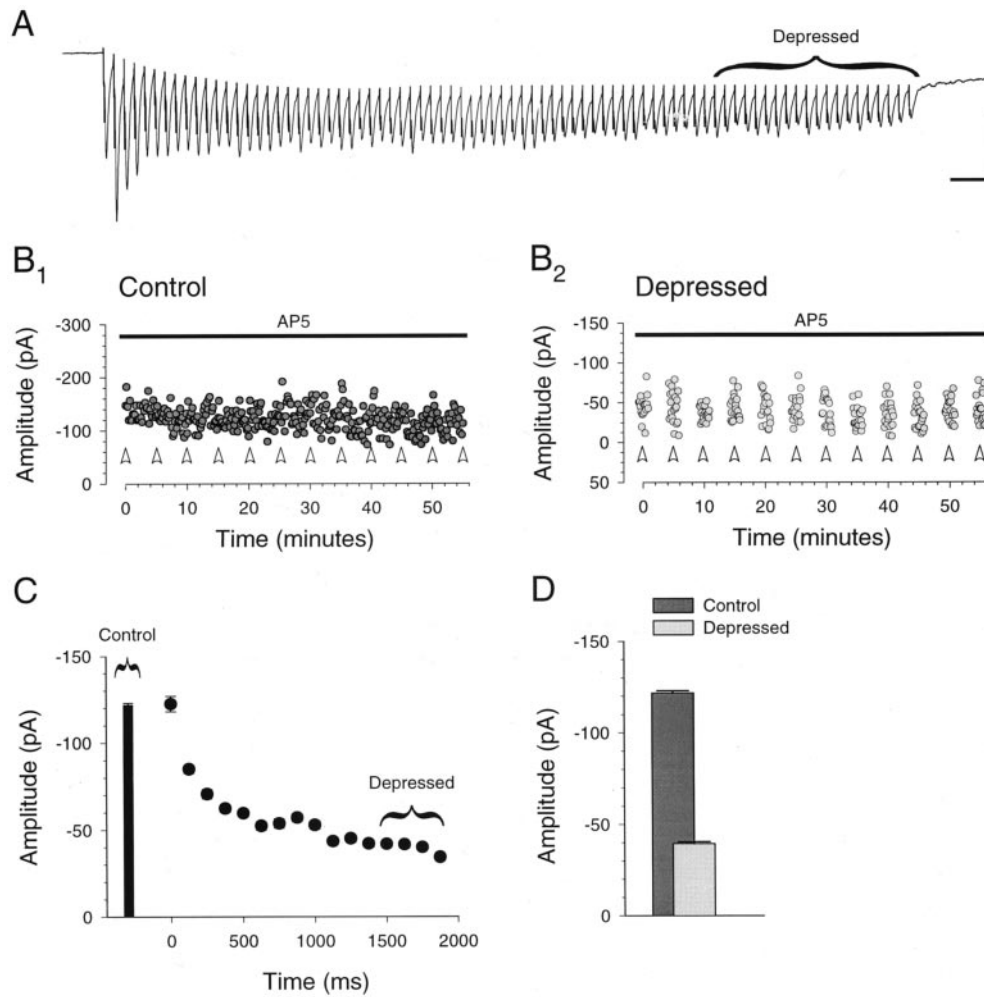 A
Depressed
B1
Control
AP5
Amplitude (pA)
-300
-200
-100
0
0 10 20 30 40 50
Time (minutes)
B2
Depressed
AP5
Amplitude (pA)
-150
-100
-50
0
50
0 10 20 30 40 50
Time (minutes)
C
Control
Depressed
Amplitude (pA)
-150
-100
-50
0
0 500 1000 1500 2000
Time (ms)
D
Control
Depressed
Amplitude (pA)
-150
-100
-50
0